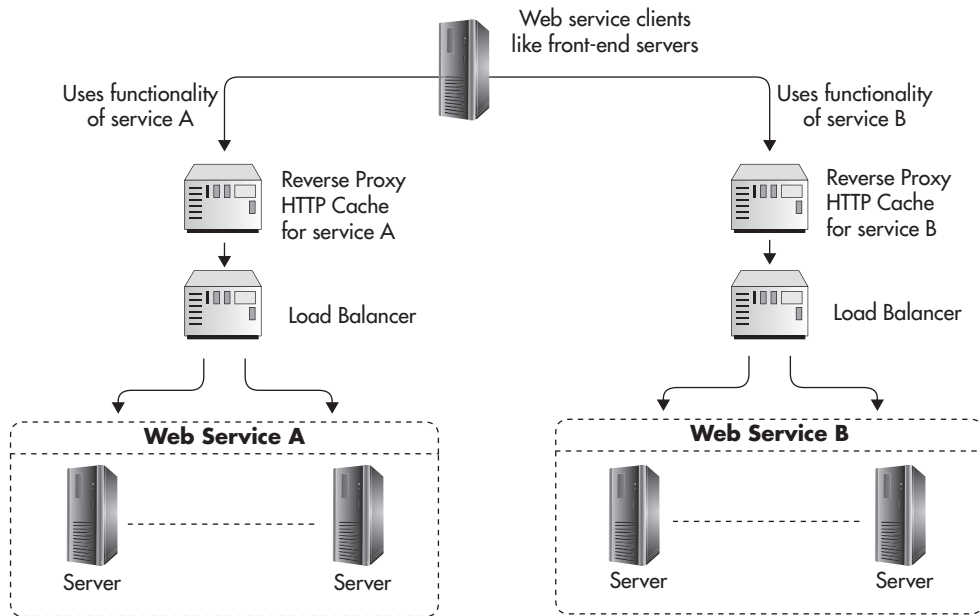 Web service clients
like front-end servers
Uses functionality
of service A
Uses functionality
of service B
Reverse Proxy
HTTP Cache
for service A
Reverse Proxy
HTTP Cache
for service B
Load Balancer
Load Balancer
Web Service A
Web Service B
Server
Server
Server
Server